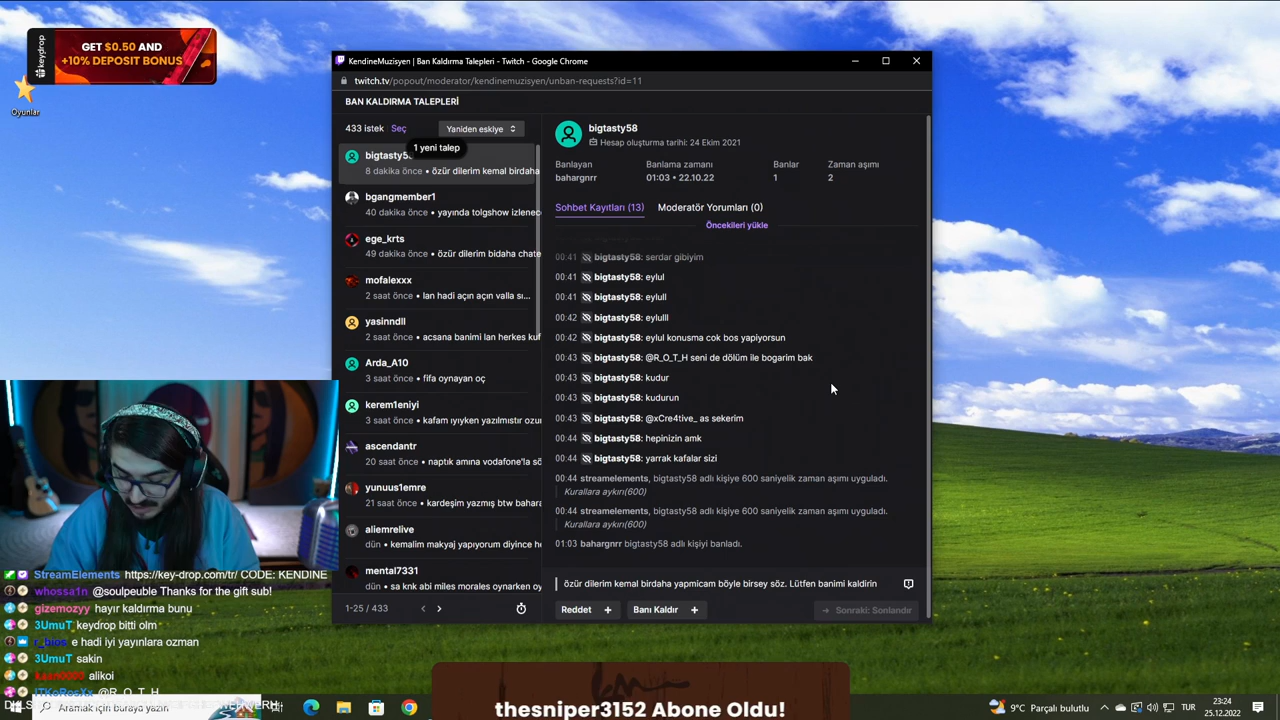 keydrop
GET $0.50 AND
+10% DEPOSIT BONUS
Oyunlar
KendineMuzisyen | Ban Kaldırma Talepleri - Twitch - Google Chrome
twitch.tv/popout/moderator/kendinemuzisyen/unban-requests?id=11
BAN KALDIRMA TALEPLERİ
433 istek Seç Yeniden eskiye
1 yeni talep
bigtasty5
8 dakika önce • özür dilerim kemal birdaha
bgangmember1
40 dakika önce • yayında tolgshow izlenece
ege_krts
49 dakika önce • özür dilerim bidaha chate
mofalexxx
2 saat önce • lan hadi açın açın valla sı...
yasinndll
2 saat önce • acsana banimi lan herkes kuf
Arda_A10
3 saat önce • fifa oynayan oç
kerem1eniyi
3 saat önce • kafam ıyıyken yazılmıstır ozur
ascendantr
20 saat önce • naptık amına vodafone'la sö
yunuus1emre
21 saat önce • kardeşim yazmış btw bahara
aliemrelive
dün • kemalim makyaj yapıyorum diyince h
mental7331
dün • sa knk abi miles morales oynarken oy
1-25 / 433
bigtasty58
Hesap oluşturma tarihi: 24 Ekim 2021
Banlayan Banlama zamanı Banlar Zaman aşımı
bahargnrr 01:03 • 22.10.22 1 2
Sohbet Kayıtları (13) Moderatör Yorumları (0)
Öncekileri yükle
00:41 bigtasty58: serdar gibiyim
00:41 bigtasty58: eylul
00:41 bigtasty58: eylull
00:42 bigtasty58: eylulll
00:42 bigtasty58: eylul konusma cok bos yapiyorsun
00:43 bigtasty58: @R_O_T_H seni de dölüm ile bogarim bak
00:43 bigtasty58: kudur
00:43 bigtasty58: kudurun
00:43 bigtasty58: @xCre4tive_ as sekerim
00:44 bigtasty58: hepinizin amk
00:44 bigtasty58: yarrak kafalar sizi
00:44 streamelements, bigtasty58 adlı kişiye 600 saniyelik zaman aşımı uyguladı.
Kurallara aykırı(600)
00:44 streamelements, bigtasty58 adlı kişiye 600 saniyelik zaman aşımı uyguladı.
Kurallara aykırı(600)
01:03 bahargnrr bigtasty58 adlı kişiyi banladı.
özür dilerim kemal birdaha yapmicam böyle birsey söz. Lütfen banimi kaldirin
Reddet + Banı Kaldır + → Sonraki: Sonlandır
StreamElements https://key-drop.com/tr/ CODE: KENDINE
whossa1n: @soulpeuble Thanks for the gift sub!
gizemozyy hayır kaldırma bunu
3UmuT keydrop bitti olm
r_bios e hadi iyi yayınlara ozman
3UmuT sakin
alikoi
ITKoRosXx @R_O_T_H
Aramak için buraya yazın
thesniper3152 Abone Oldu!
9°C Parçalı bulutlu
TUR
23:24
25.12.2022